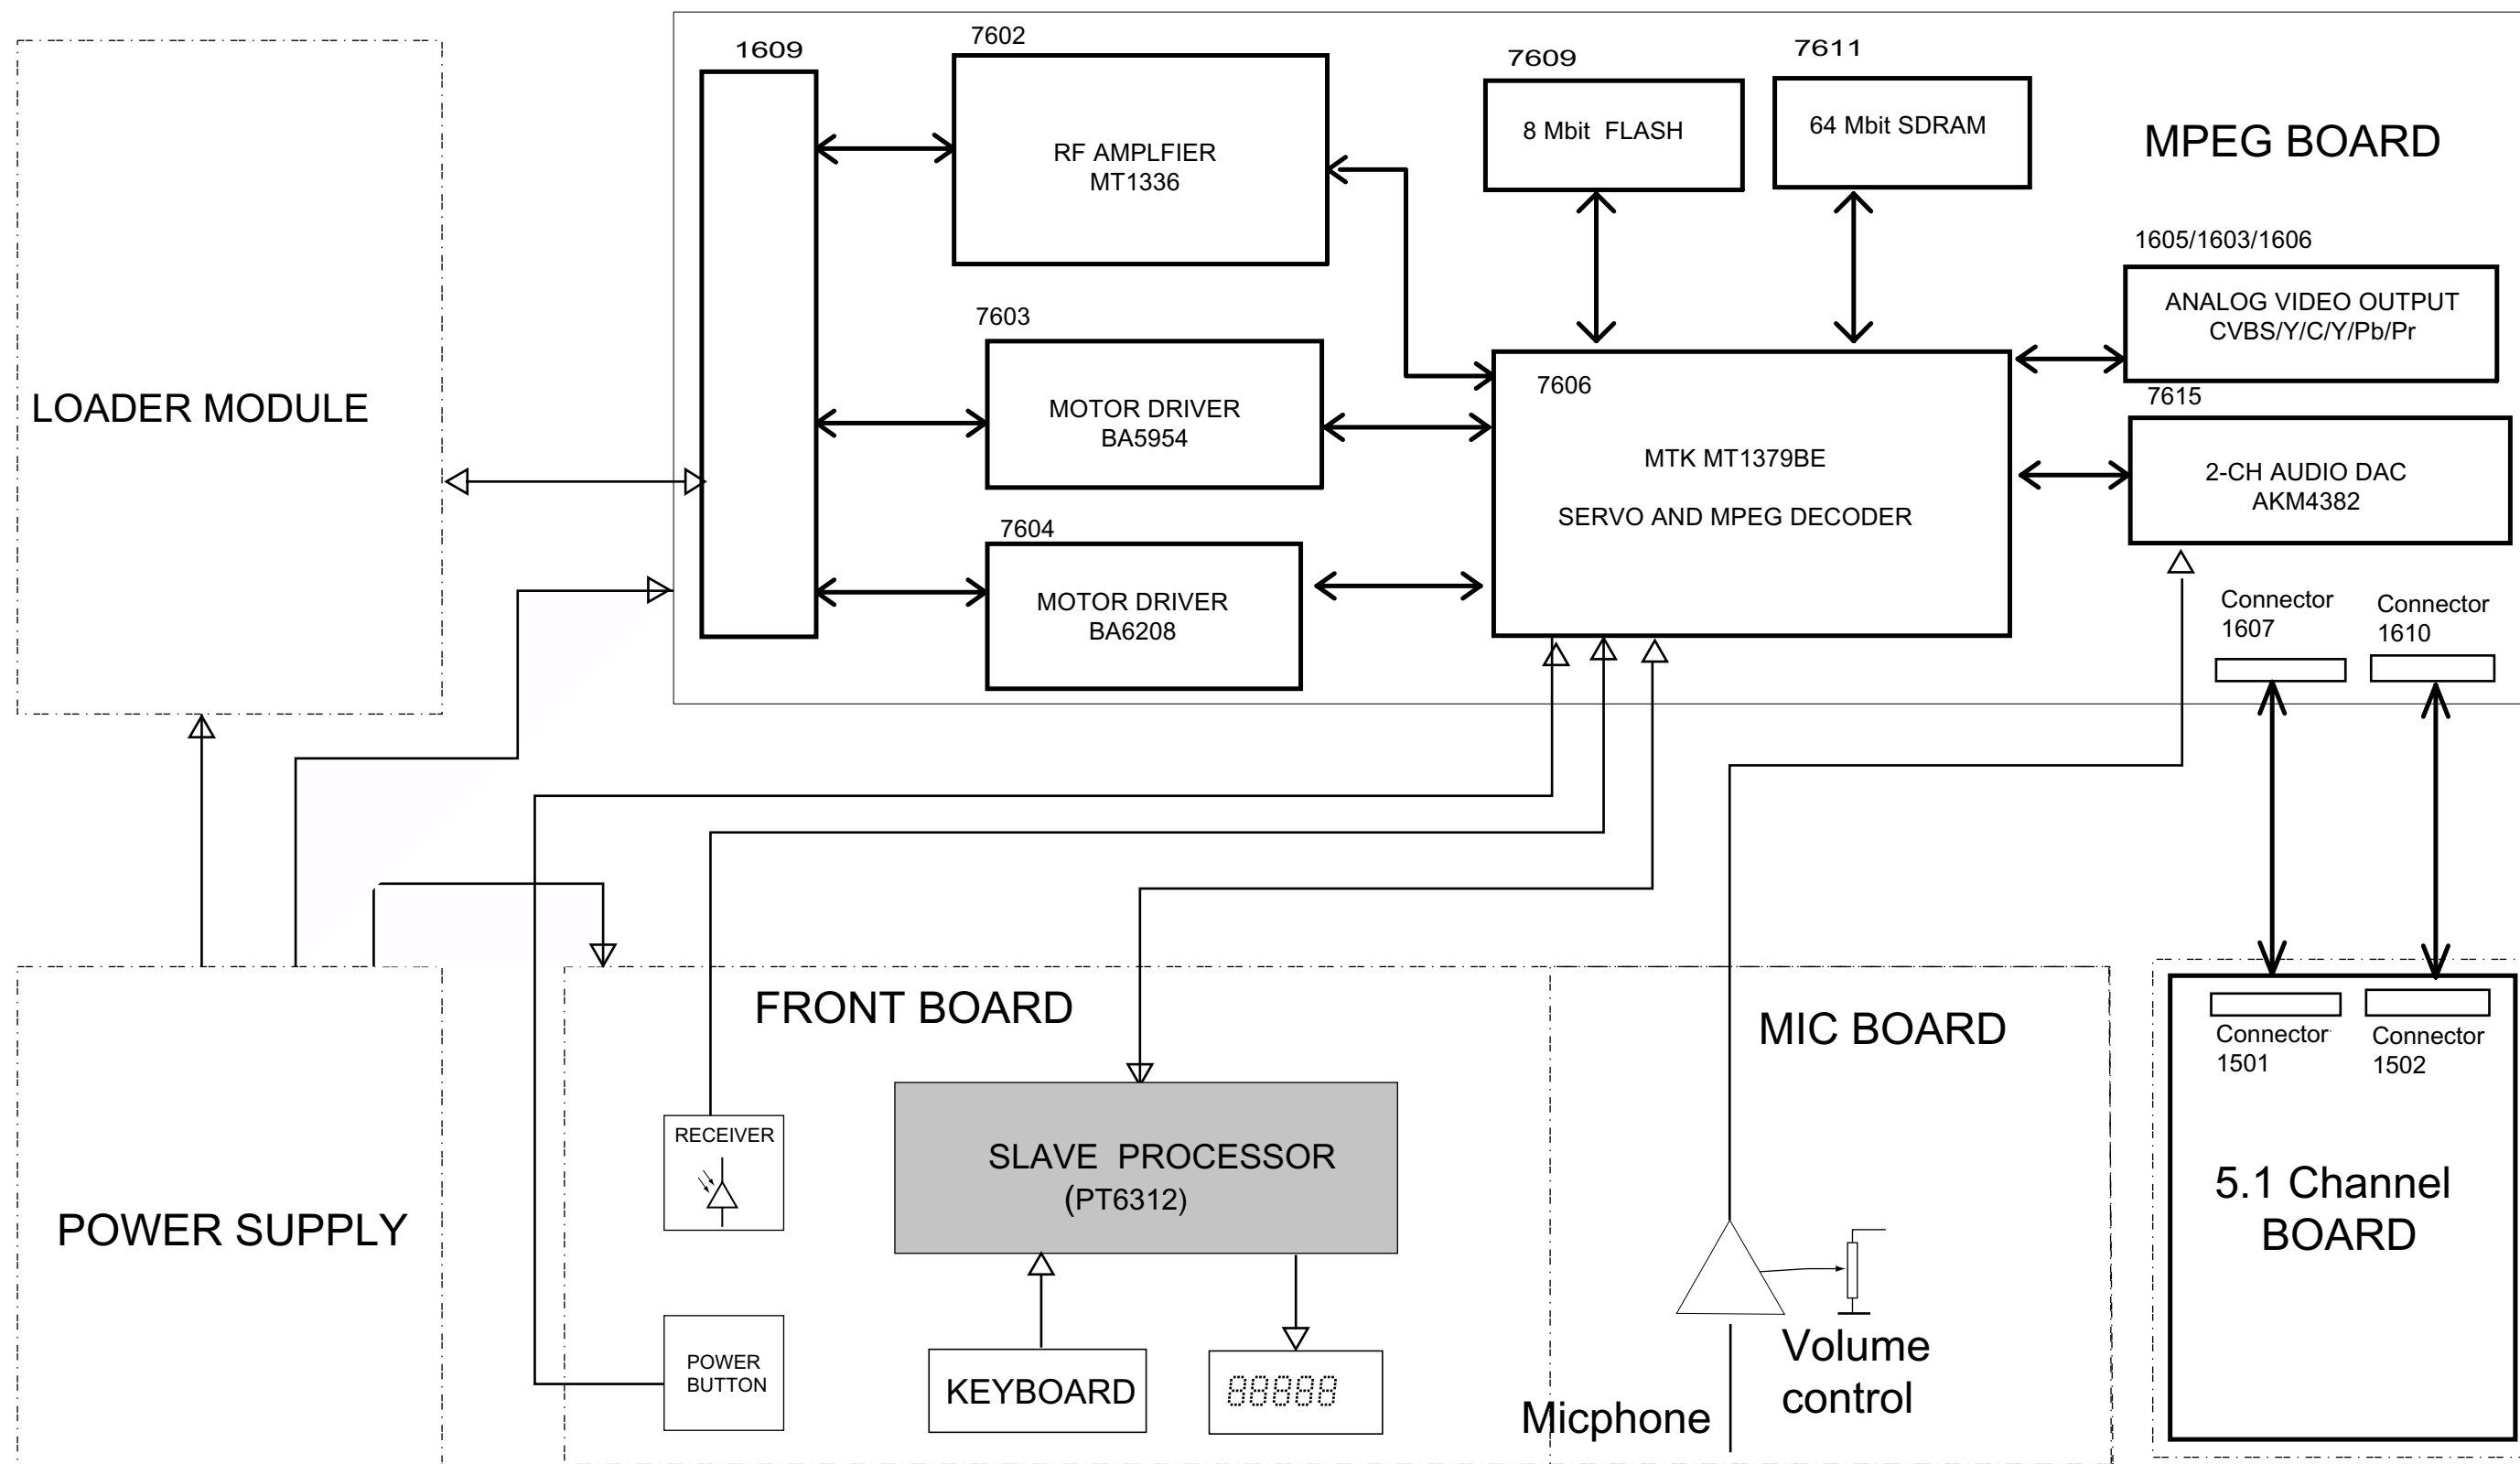 1609
7602
7609
7611
RF AMPLFIER
MT1336
8 Mbit FLASH
64 Mbit SDRAM
MPEG BOARD
1605/1603/1606
ANALOG VIDEO OUTPUT
CVBS/Y/C/Y/Pb/Pr
7603
MOTOR DRIVER
BA5954
LOADER MODULE
7606
MTK MT1379BE
SERVO AND MPEG DECODER
7615
2-CH AUDIO DAC
AKM4382
7604
MOTOR DRIVER
BA6208
Connector
1607
Connector
1610
FRONT BOARD
MIC BOARD
Connector
1501
Connector
1502
RECEIVER
SLAVE PROCESSOR
(PT6312)
POWER SUPPLY
5.1 Channel
BOARD
POWER
BUTTON
KEYBOARD
88888
Volume
control
Micphone